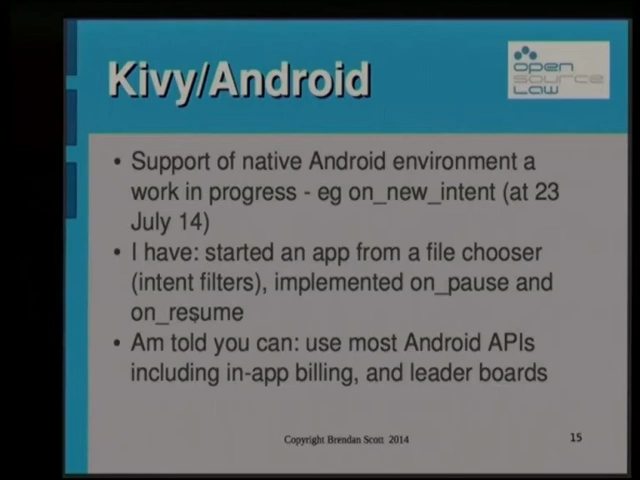 Kivy/Android
open
source
Law
• Support of native Android environment a
work in progress - eg on_new_intent (at 23
July 14)
• I have: started an app from a file chooser
(intent filters), implemented on_pause and
on_resume
• Am told you can: use most Android APIs
including in-app billing, and leader boards
Copyright Brendan Scott 2014
15